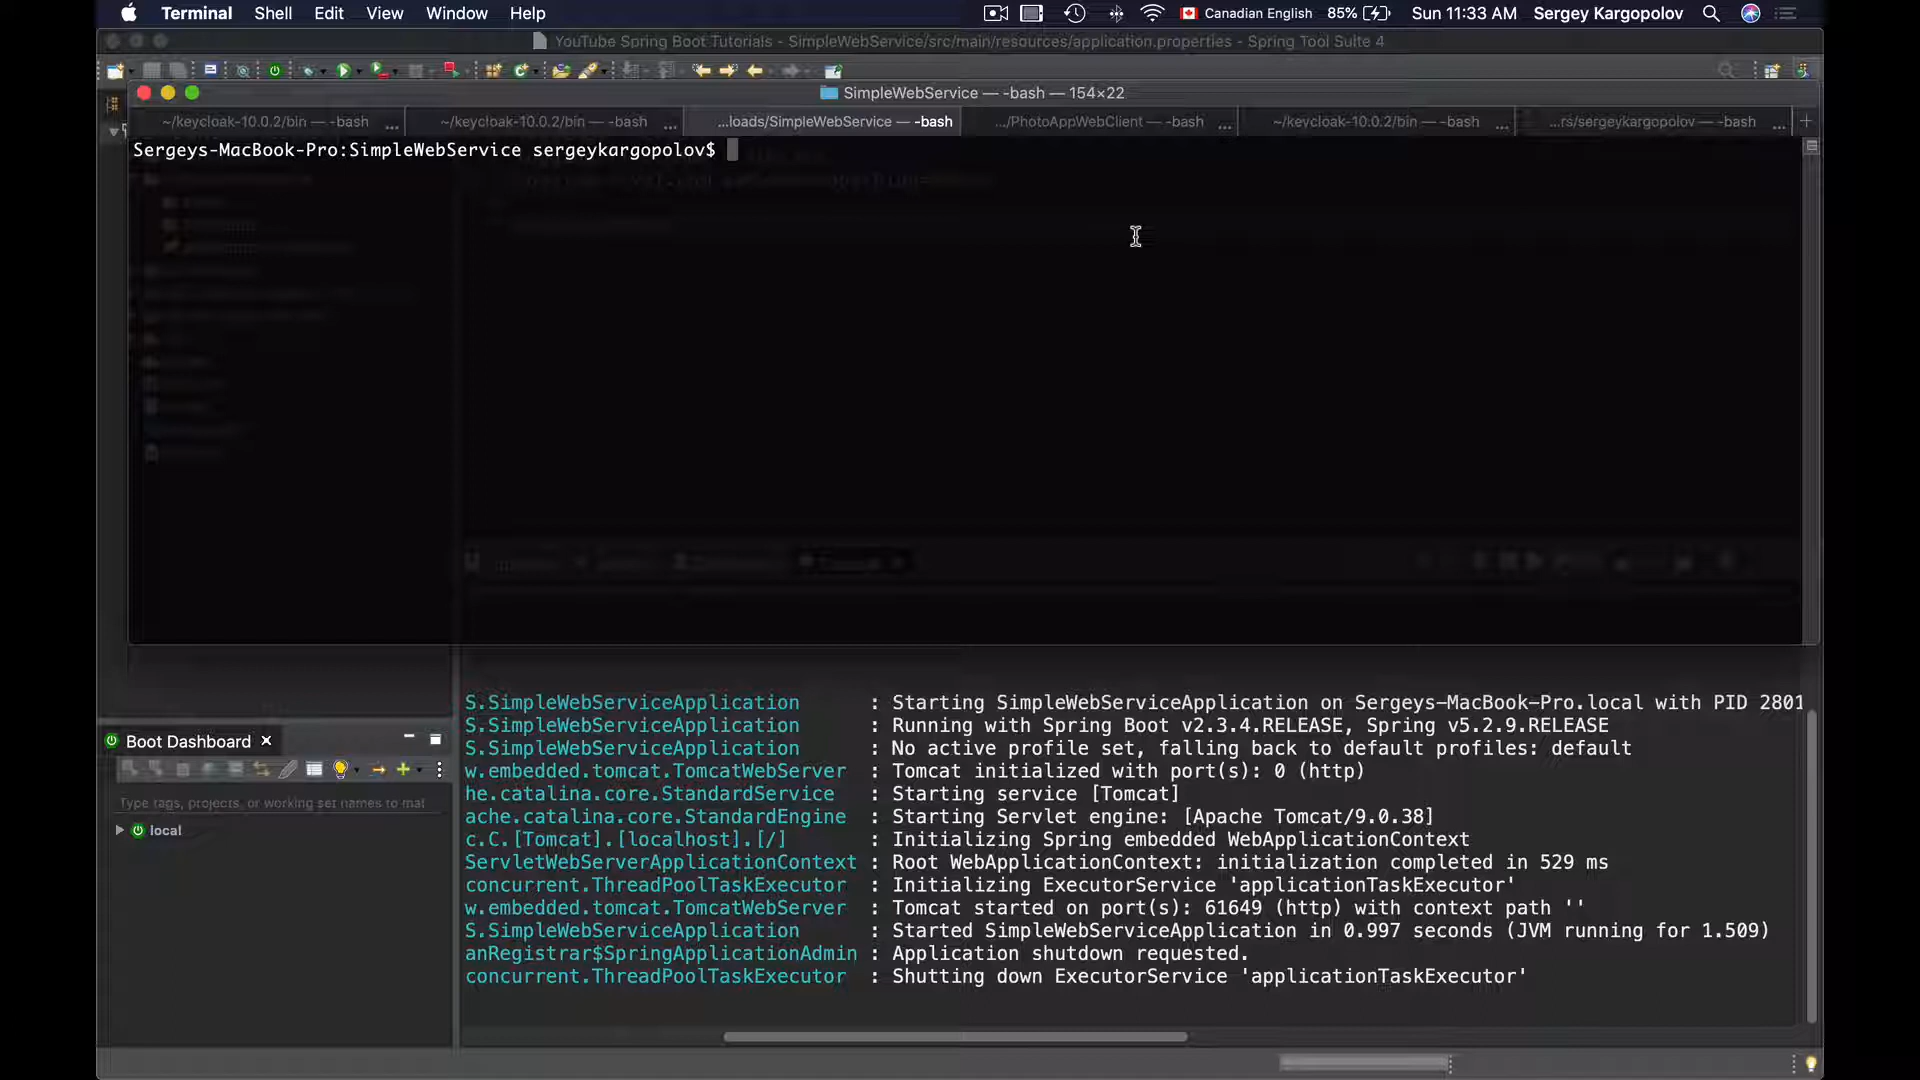 Terminal Shell Edit View Window Help Canadian English 85% Sun 11:33 AM Sergey Kargopolov
YouTube Spring Boot Tutorials - SimpleWebService/src/main/resources/application.properties - Spring Tool Suite 4
SimpleWebService — -bash — 154×22
~/keycloak-10.0.2/bin — -bash ... ~/keycloak-10.0.2/bin — -bash ... ...loads/SimpleWebService — -bash .../PhotoAppWebClient — -bash ... ~/keycloak-10.0.2/bin — -bash ... ...rs/sergeykargopolov — -bash ... +
Sergeys-MacBook-Pro:SimpleWebService sergeykargopolov$
S.SimpleWebServiceApplication : Starting SimpleWebServiceApplication on Sergeys-MacBook-Pro.local with PID 2801
S.SimpleWebServiceApplication : Running with Spring Boot v2.3.4.RELEASE, Spring v5.2.9.RELEASE
S.SimpleWebServiceApplication : No active profile set, falling back to default profiles: default
w.embedded.tomcat.TomcatWebServer : Tomcat initialized with port(s): 0 (http)
he.catalina.core.StandardService : Starting service [Tomcat]
ache.catalina.core.StandardEngine : Starting Servlet engine: [Apache Tomcat/9.0.38]
c.C.[Tomcat].[localhost].[/] : Initializing Spring embedded WebApplicationContext
ServletWebServerApplicationContext : Root WebApplicationContext: initialization completed in 529 ms
concurrent.ThreadPoolTaskExecutor : Initializing ExecutorService 'applicationTaskExecutor'
w.embedded.tomcat.TomcatWebServer : Tomcat started on port(s): 61649 (http) with context path ''
S.SimpleWebServiceApplication : Started SimpleWebServiceApplication in 0.997 seconds (JVM running for 1.509)
anRegistrar$SpringApplicationAdmin : Application shutdown requested.
concurrent.ThreadPoolTaskExecutor : Shutting down ExecutorService 'applicationTaskExecutor'
Boot Dashboard
Type tags, projects, or working set names to mat
local